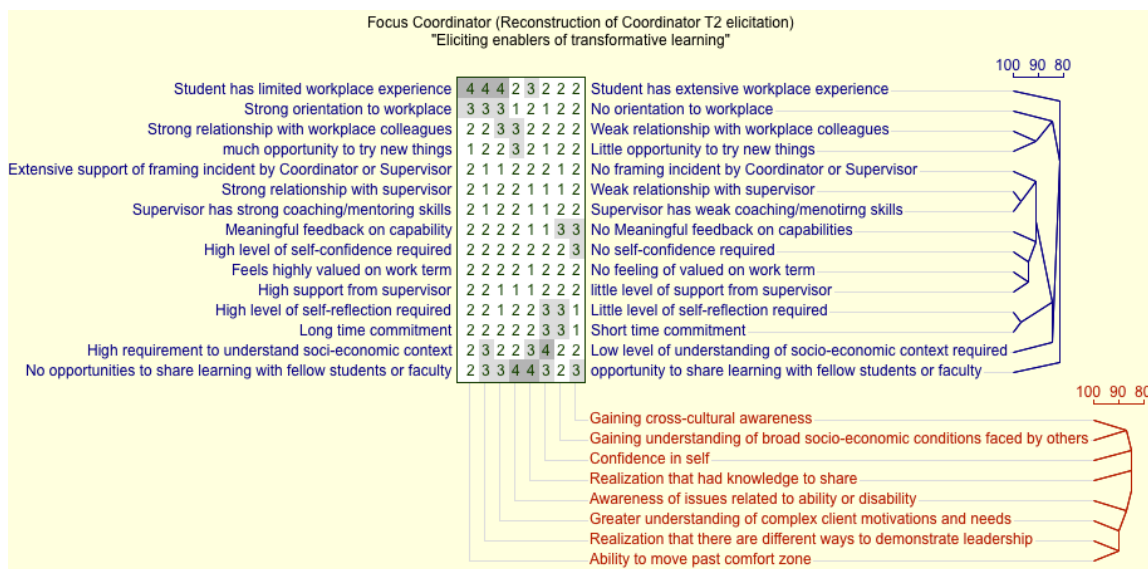 Focus Coordinator (Reconstruction of Coordinator T2 elicitation)
"Eliciting enablers of transformative learning"
100 90 80
Student has limited workplace experience 4 4 4 2 3 2 2 2 Student has extensive workplace experience
Strong orientation to workplace 3 3 3 1 2 1 2 2 No orientation to workplace
Strong relationship with workplace colleagues 2 2 3 3 2 2 2 2 Weak relationship with workplace colleagues
much opportunity to try new things 1 2 2 3 2 1 2 2 Little opportunity to try new things
Extensive support of framing incident by Coordinator or Supervisor 2 1 1 2 2 2 1 2 No framing incident by Coordinator or Supervisor
Strong relationship with supervisor 2 1 2 2 1 1 1 2 Weak relationship with supervisor
Supervisor has strong coaching/mentoring skills 2 1 2 2 1 1 2 2 Supervisor has weak coaching/menotirng skills
Meaningful feedback on capability 2 2 2 2 1 1 3 3 No Meaningful feedback on capabilities
High level of self-confidence required 2 2 2 2 2 2 2 3 No self-confidence required
Feels highly valued on work term 2 2 2 2 1 2 2 2 No feeling of valued on work term
High support from supervisor 2 2 1 1 1 2 2 2 little level of support from supervisor
High level of self-reflection required 2 2 1 2 2 3 3 1 Little level of self-reflection required
Long time commitment 2 2 2 2 2 3 3 1 Short time commitment
High requirement to understand soci-economic context 2 3 2 2 3 4 2 2 Low level of understanding of socio-economic context required
No opportunities to share learning with fellow students or faculty 2 3 3 4 4 3 2 3 opportunity to share learning with fellow students or faculty
100 90 80
Gaining cross-cultural awareness
Gaining understanding of broad socio-economic conditions faced by others
Confidence in self
Realization that had knowledge to share
Awareness of issues related to ability or disability
Greater understanding of complex client motivations and needs
Realization that there are different ways to demonstrate leadership
Ability to move past comfort zone